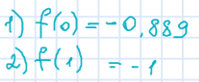 1) f(0) = -0,889
2) f(1) = -1